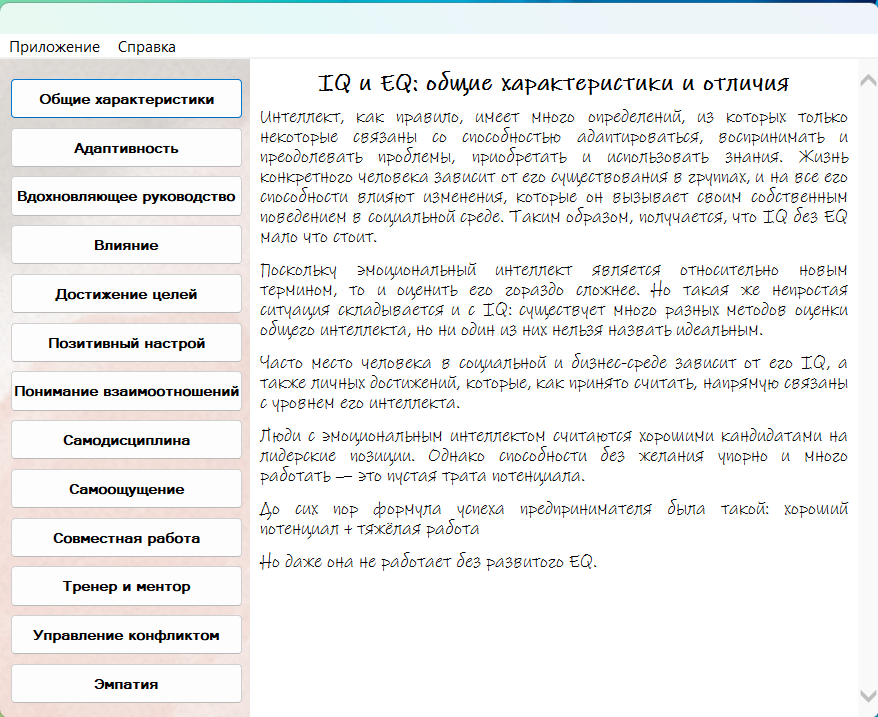 Приложение Справка
Общие характеристики
Адаптивность
Вдохновляющее руководство
Влияние
Достижение целей
Позитивный настрой
Понимание взаимоотношений
Самодисциплина
Самоощущение
Совместная работа
Тренер и ментор
Управление конфликтом
Эмпатия
IQ и EQ: общие характеристики и отличия
Интеллект, как правило, имеет много определений, из которых только
некоторые связаны со способностью адаптироваться, воспринимать и
преодолевать проблемы, приобретать и использовать знания. Жизнь
конкретного человека зависит от его существования в группах, и на все его
способности влияют изменения, которые он вызывает своим собственным
поведением в социальной среде. Таким образом, получается, что IQ без EQ
мало что стоит.
Поскольку эмоциональный интеллект является относительно новым
термином, то и оценить его гораздо сложнее. Но такая же непростая
ситуация складывается и с IQ: существует много разных методов оценки
общего интеллекта, но ни один из них нельзя назвать идеальным.
Часто место человека в социальной и бизнес-среде зависит от его IQ, а
также личных достижений, которые, как принято считать, напрямую связаны
с уровнем его интеллекта.
Люди с эмоциональным интеллектом считаются хорошими кандидатами на
лидерские позиции. Однако способности без желания упорно и много
работать — это пустая трата потенциала.
До сих пор формула успеха предпринимателя была такой: хороший
потенциал + тяжёлая работа
Но даже она не работает без развитого EQ.